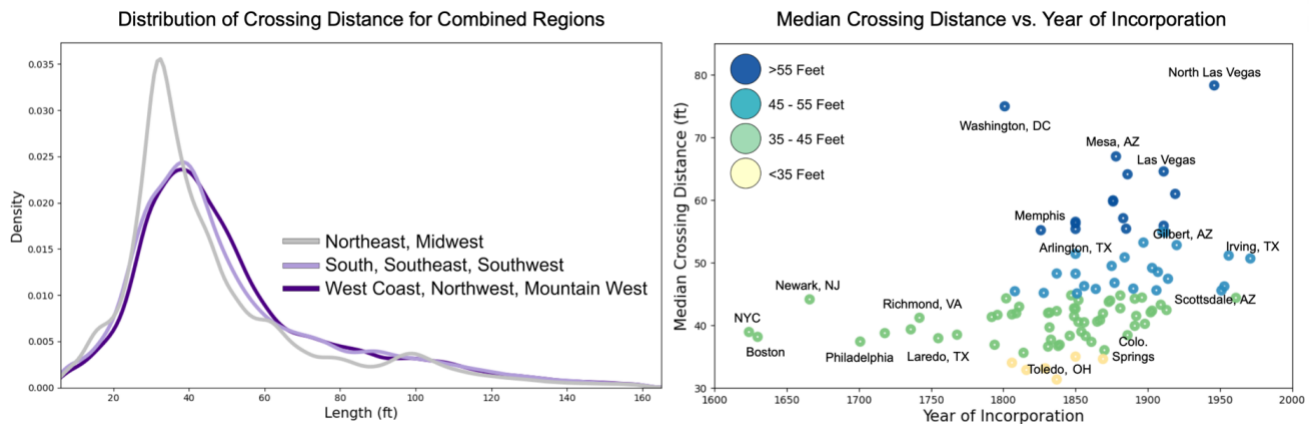 Distribution of Crossing Distance for Combined Regions
0.035
0.030
0.025
0.020
0.015
0.010
0.005
0.000
Density
Northeast, Midwest
South, Southeast, Southwest
West Coast, Northwest, Mountain West
20 40 60 80 100 120 140 160
Length (ft)
Median Crossing Distance vs. Year of Incorporation
80
70
60
50
40
30
Median Crossing Distance (ft)
>55 Feet
45 - 55 Feet
35 - 45 Feet
<35 Feet
North Las Vegas
Washington, DC
Mesa, AZ
Las Vegas
Memphis
Gilbert, AZ
Arlington, TX
Irving, TX
Newark, NJ
Scottsdale, AZ
Richmond, VA
NYC
Boston
Philadelphia
Laredo, TX
Colo.
Springs
Toledo, OH
1600 1650 1700 1750 1800 1850 1900 1950 2000
Year of Incorporation